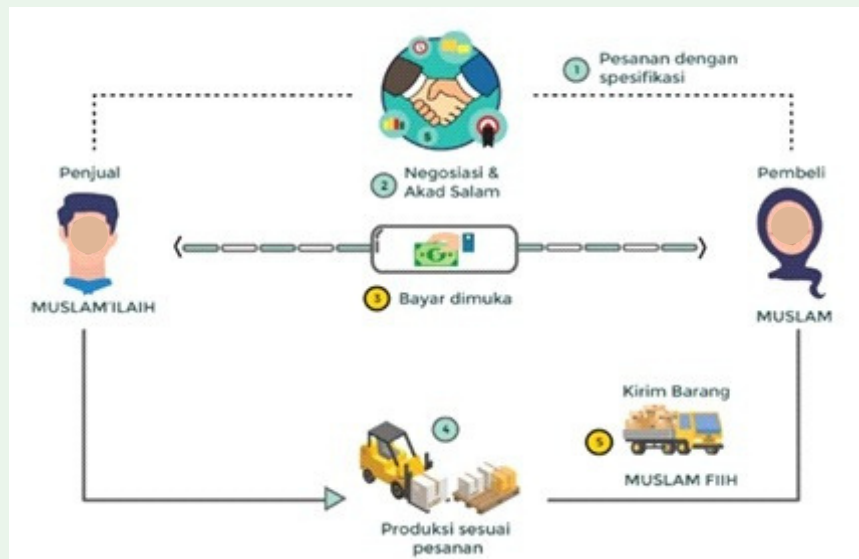 1 Pesanan dengan
spesifikasi
Penjual
2 Negosiasi &
Akad Salam
Pembeli
3 Bayar dimuka
MUSLAM'ILAIH
MUSLAM
4
Kirim Barang
5
MUSLAM FIIH
Produksi sesuai
pesanan